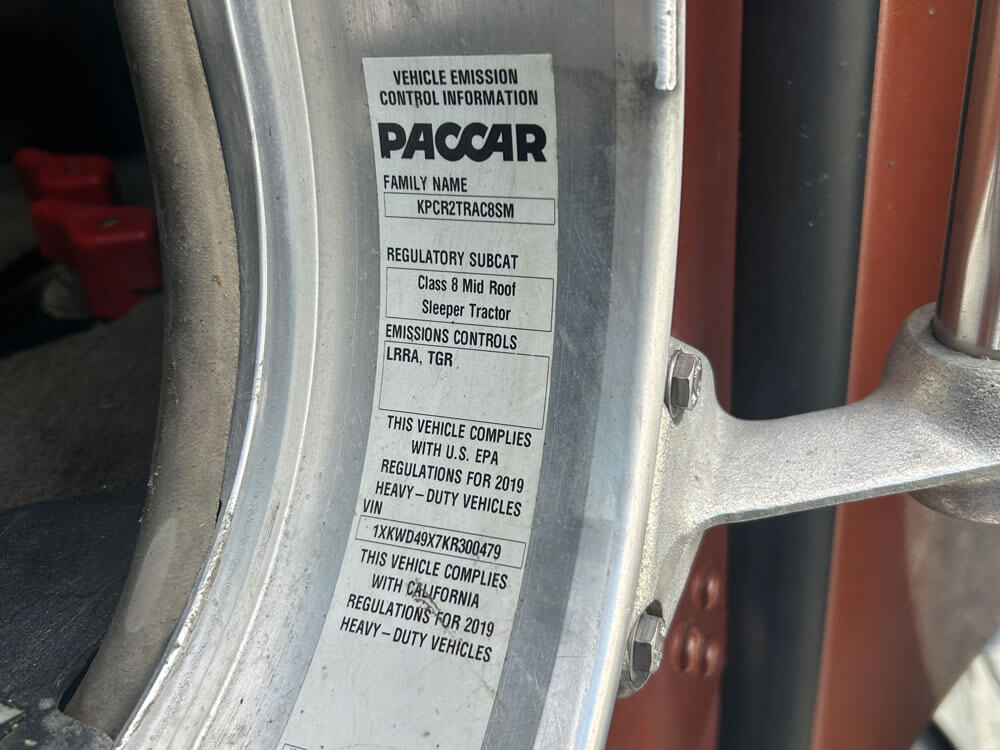 VEHICLE EMISSION
CONTROL INFORMATION
PACCAR
FAMILY NAME
KPCR2TRAC8SM
REGULATORY SUBCAT
Class 8 Mid Roof
Sleeper Tractor
EMISSIONS CONTROLS
LRRA, TGR
THIS VEHICLE COMPLIES
WITH U.S. EPA
REGULATIONS FOR 2019
HEAVY-DUTY VEHICLES
VIN
1XKWD49X7KR300479
THIS VEHICLE COMPLIES
WITH CALIFORNIA
REGULATIONS FOR 2019
HEAVY-DUTY VEHICLES